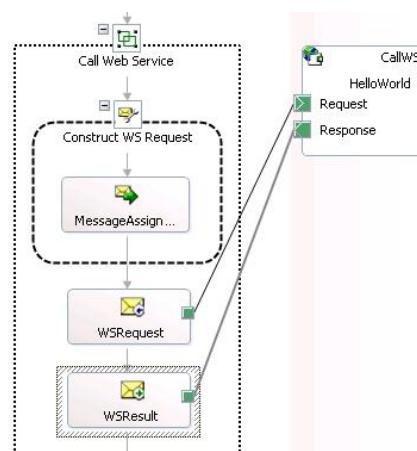 Call Web Service
Construct WS Request
MessageAssign...
WSRequest
WSResult
CallWS
HelloWorld
Request
Response